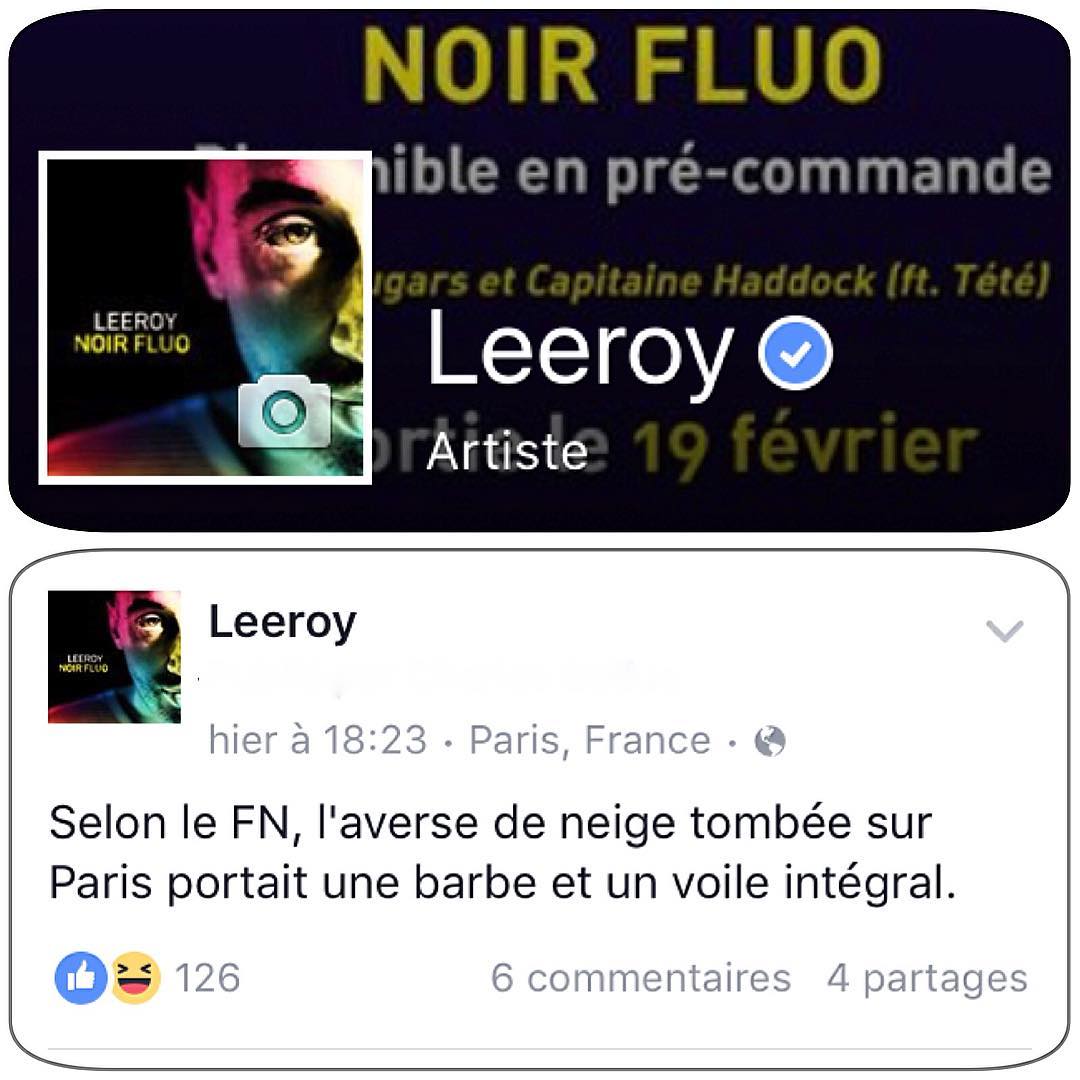 NOIR FLUO
en pré-commande
et Capitaine Haddock (ft. Tété)
LEEROY
NOIR FLUO
Leeroy
le 19 février
Artiste
LEEROY
NOIR FLUO
Leeroy
hier à 18:23 · Paris, France ·
Selon le FN, l'averse de neige tombée sur
Paris portait une barbe et un voile intégral.
126
6 commentaires 4 partages